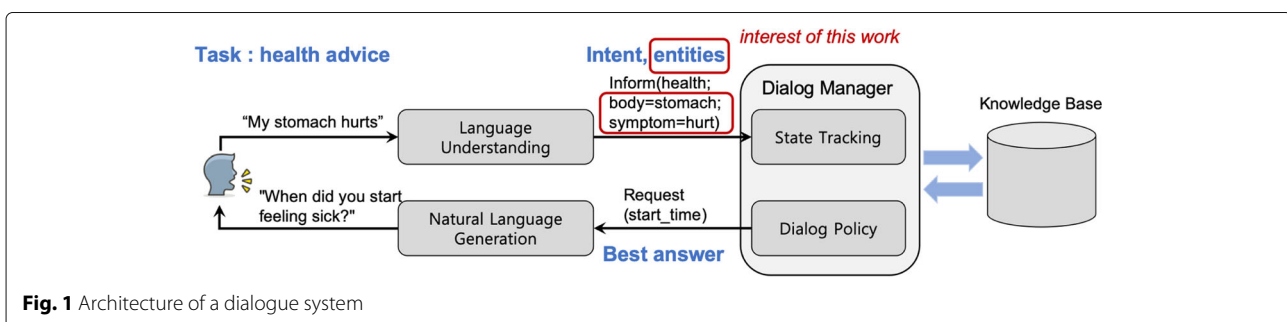 interest of this work
Task : health advice
Intent, entities
Inform(health;
body=stomach;
symptom=hurt)
Dialog Manager
Knowledge Base
“My stomach hurts”
Language
Understanding
State Tracking
"When did you start
feeling sick?"
Natural Language
Generation
Request
(start_time)
Dialog Policy
Best answer
Fig. 1 Architecture of a dialogue system